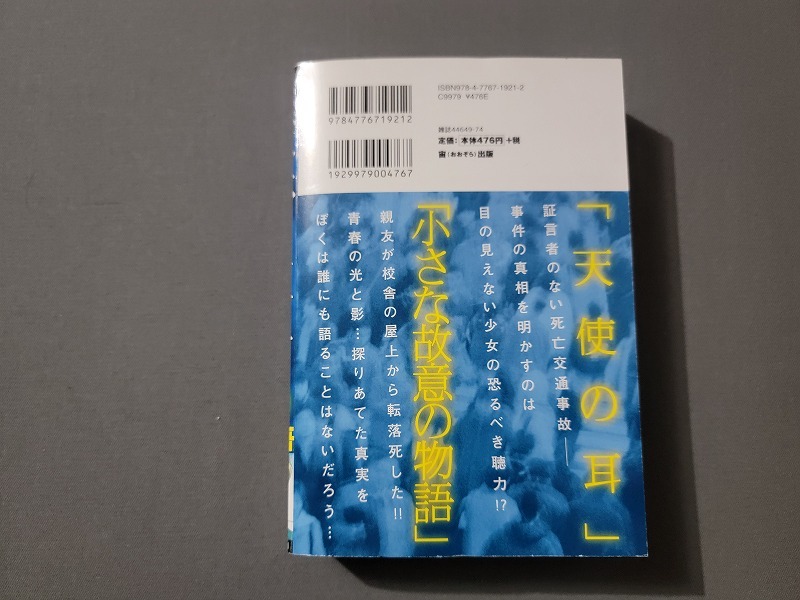 ISBN978-4-7767-1921-2
C9979 ¥476E
9784776719212
雑誌44649-74
定価：本体476円+税
宙(おおぞら)出版
1929979004767
「天使の耳」
証言者のない死亡交通事故――
事件の真相を明かすのは
目の見えない少女の恐るべき聴力!?
「小さな故意の物語」
親友が校舎の屋上から転落死した!!
青春の光と影…探りあてた真実を
ぼくは誰にも語ることはないだろう…